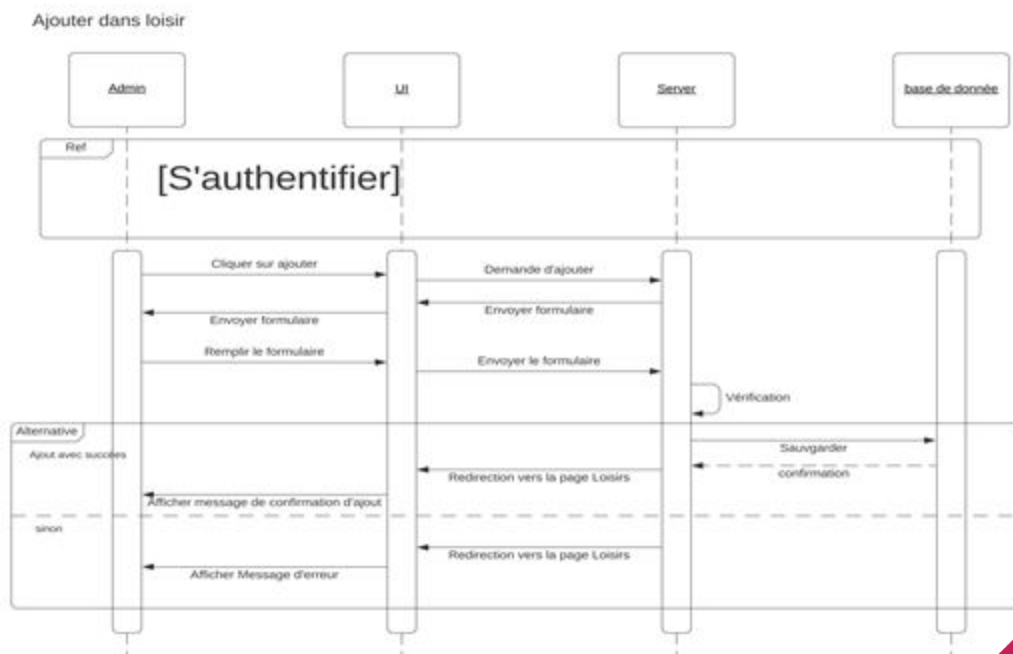 Ajouter dans loisir
Admin
UI
Server
base de donnée
Ref
[S'authentifier]
Cliquer sur ajouter
Demande d'ajouter
Envoyer formulaire
Envoyer formulaire
Remplir le formulaire
Envoyer le formulaire
Vérification
Alternative
Ajout avec succées
Sauvgarder
confirmation
Redirection vers la page Loisirs
Afficher message de confirmation d'ajout
sinon
Redirection vers la page Loisirs
Afficher Message d'erreur